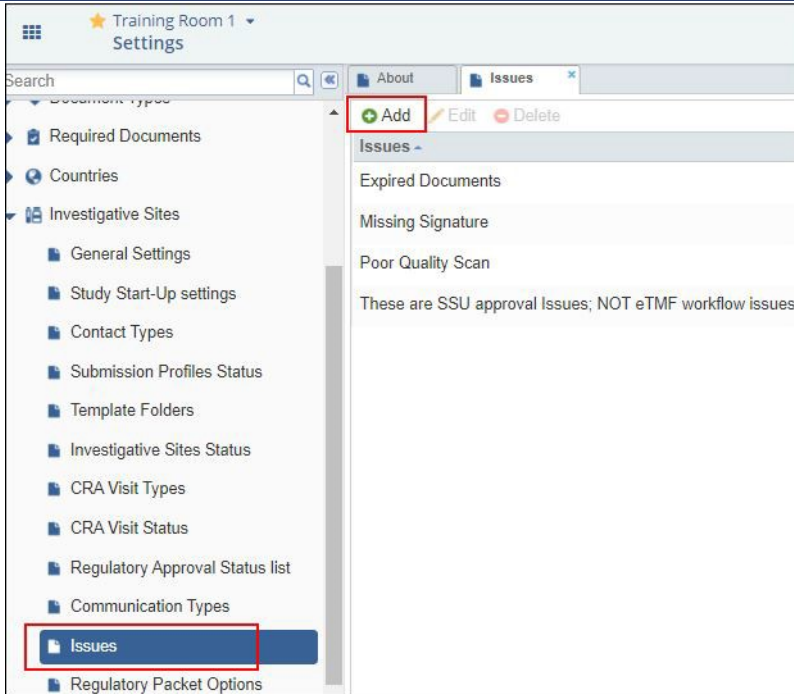 Training Room 1
Settings
Search
Document Types
Required Documents
Countries
Investigative Sites
General Settings
Study Start-Up settings
Contact Types
Submission Profiles Status
Template Folders
Investigative Sites Status
CRA Visit Types
CRA Visit Status
Regulatory Approval Status list
Communication Types
Issues
Regulatory Packet Options
About Issues
Add Edit Delete
Issues
Expired Documents
Missing Signature
Poor Quality Scan
These are SSU approval Issues; NOT eTMF workflow issues